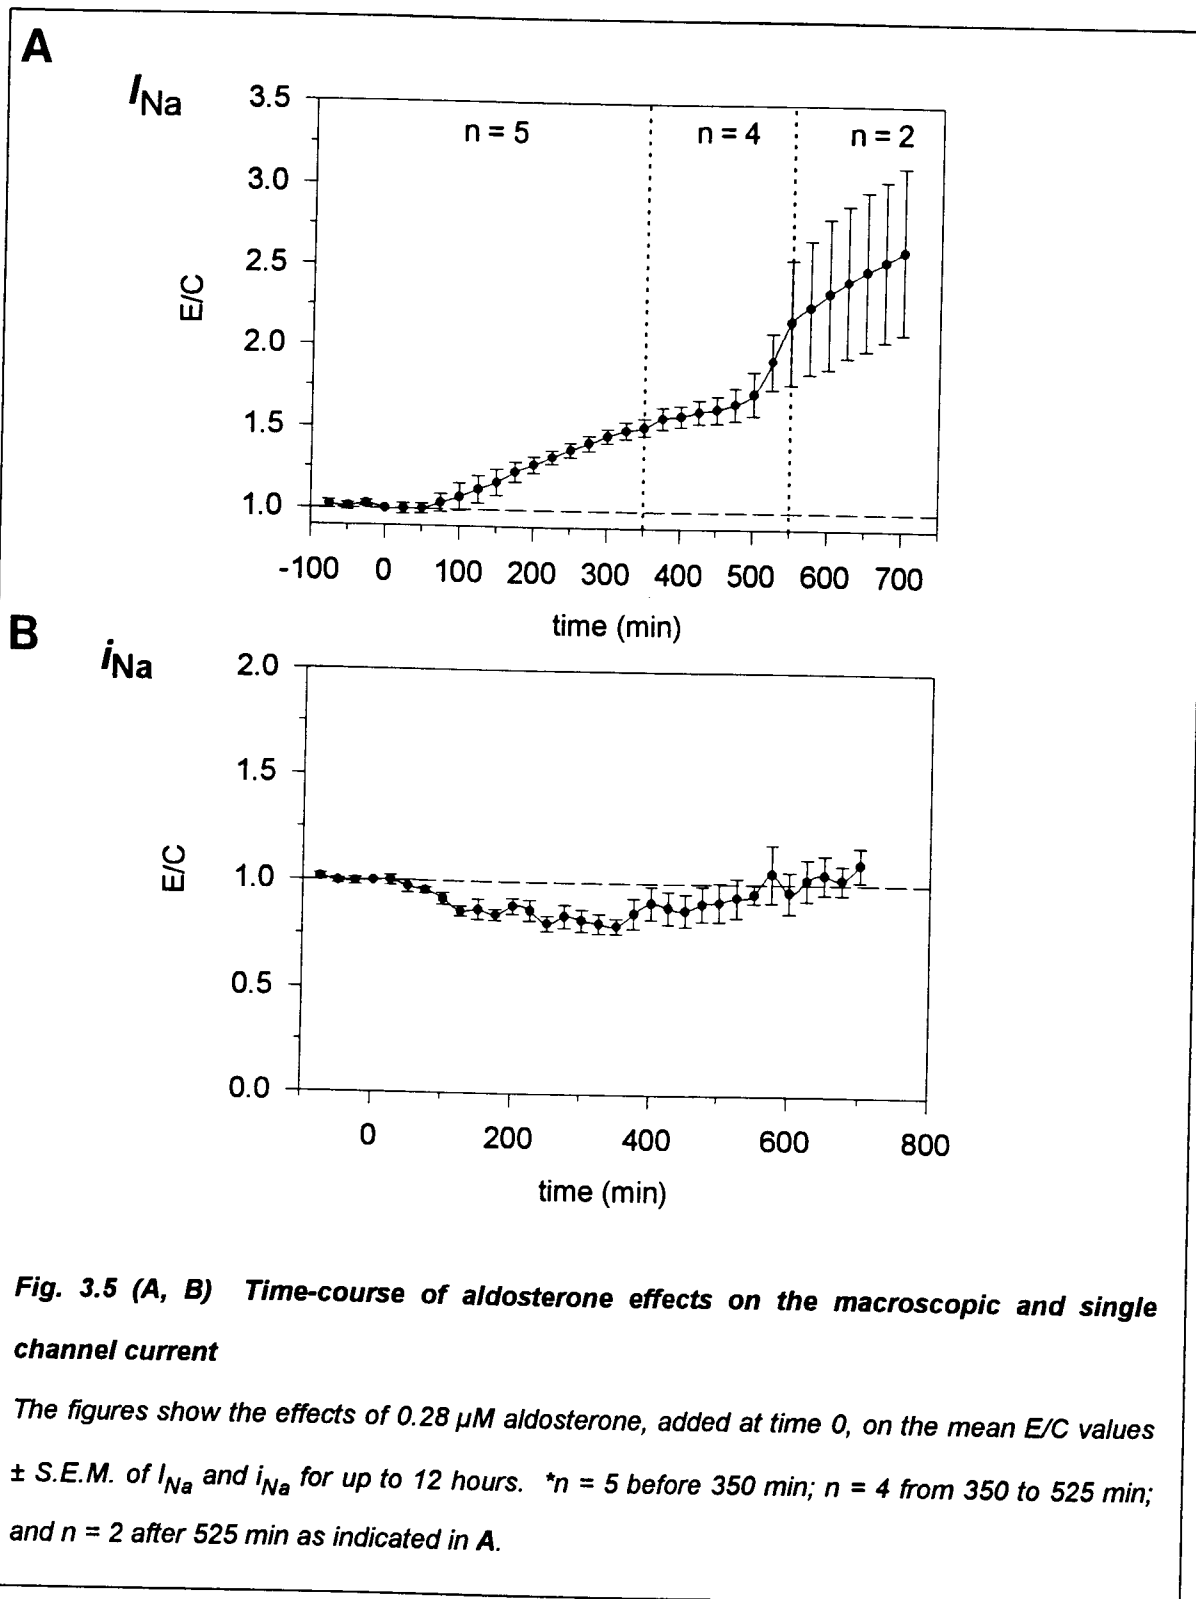 A
INa
3.5
n = 5
n = 4
n = 2
3.0
2.5
E/C
2.0
1.5
1.0
-100 0 100 200 300 400 500 600 700
time (min)
B
iNa
2.0
1.5
E/C
1.0
0.5
0.0
0 200 400 600 800
time (min)
Fig. 3.5 (A, B) Time-course of aldosterone effects on the macroscopic and single
channel current
The figures show the effects of 0.28 µM aldosterone, added at time 0, on the mean E/C values
± S.E.M. of INa and iNa for up to 12 hours. *n = 5 before 350 min; n = 4 from 350 to 525 min;
and n = 2 after 525 min as indicated in A.